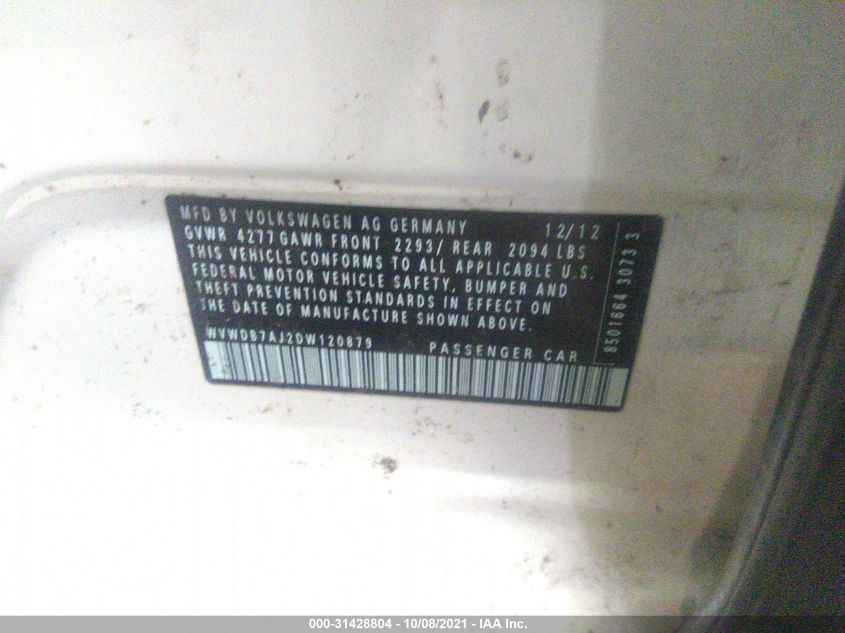 MFD BY VOLKSWAGEN AG GERMANY 12/12
GVWR 4277 GAWR FRONT 2293/ REAR 2094 LBS
THIS VEHICLE CONFORMS TO ALL APPLICABLE U.S.
FEDERAL MOTOR VEHICLE SAFETY, BUMPER AND
THEFT PREVENTION STANDARDS IN EFFECT ON
THE DATE OF MANUFACTURE SHOWN ABOVE.
WVWDB7AJ2DW120879 PASSENGER CAR
8501664 3073 3
000-31428804 - 10/08/2021 - IAA Inc.